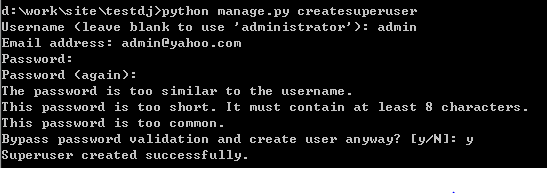 d:\work\site\testdj>python manage.py createsuperuser
Username (leave blank to use 'administrator'): admin
Email address: admin@yahoo.com
Password:
Password (again):
The password is too similar to the username.
This password is too short. It must contain at least 8 characters.
This password is too common.
Bypass password validation and create user anyway? [y/N]: y
Superuser created successfully.